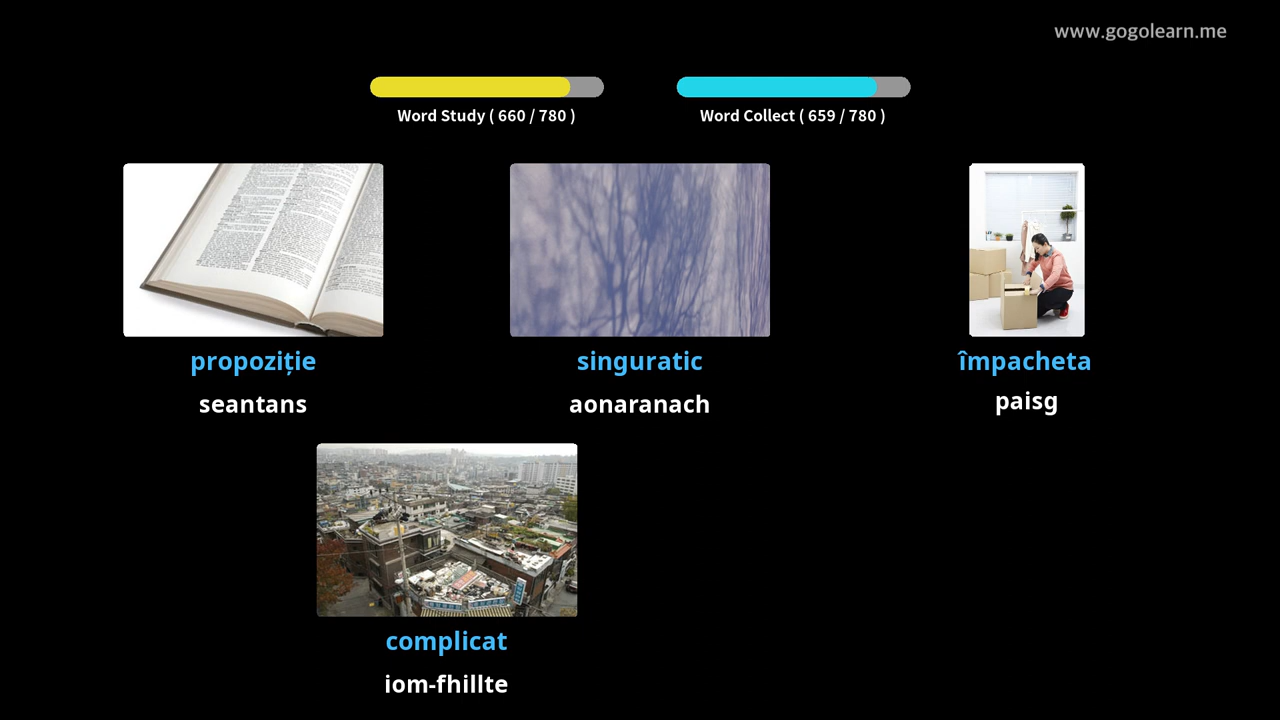 www.gogolearn.me
Word Study ( 660 / 780 )
Word Collect ( 659 / 780 )
propoziție
singuratic
împacheta
seantans
aonaranach
paisg
complicat
iom-fhillte